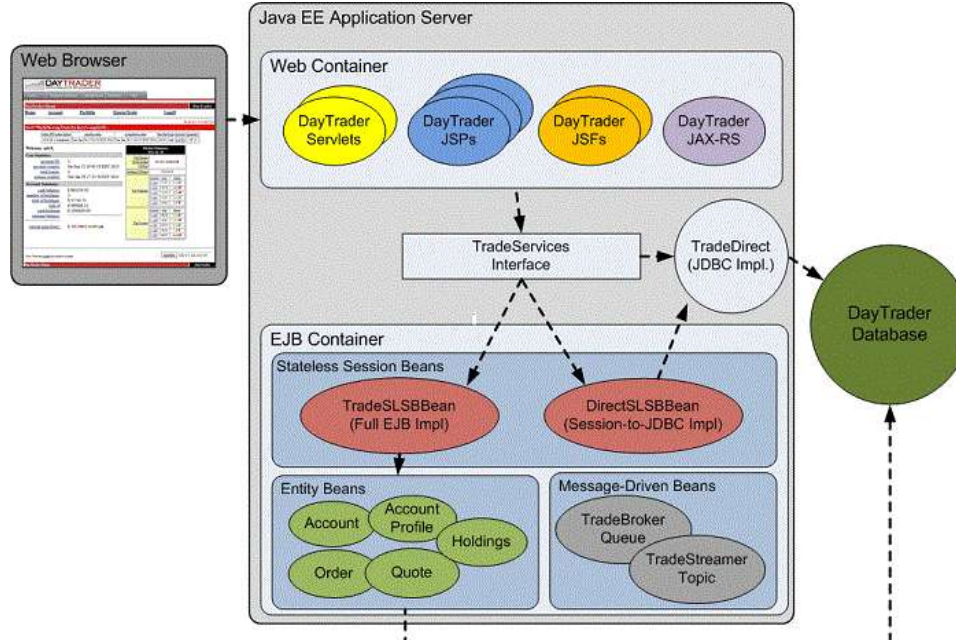 Java EE Application Server
Web Browser
DAYTRADER
Web Container
DayTrader
Servlets
DayTrader
JSPs
DayTrader
JSFs
DayTrader
JAX-RS
TradeServices
Interface
TradeDirect
(JDBC Impl.)
DayTrader
Database
EJB Container
Stateless Session Beans
TradeSLSBBean
(Full EJB Impl)
DirectSLSBBean
(Session-to-JDBC Impl)
Entity Beans
Account
Account
Profile
Holdings
Order
Quote
Message-Driven Beans
TradeBroker
Queue
TradeStreamer
Topic